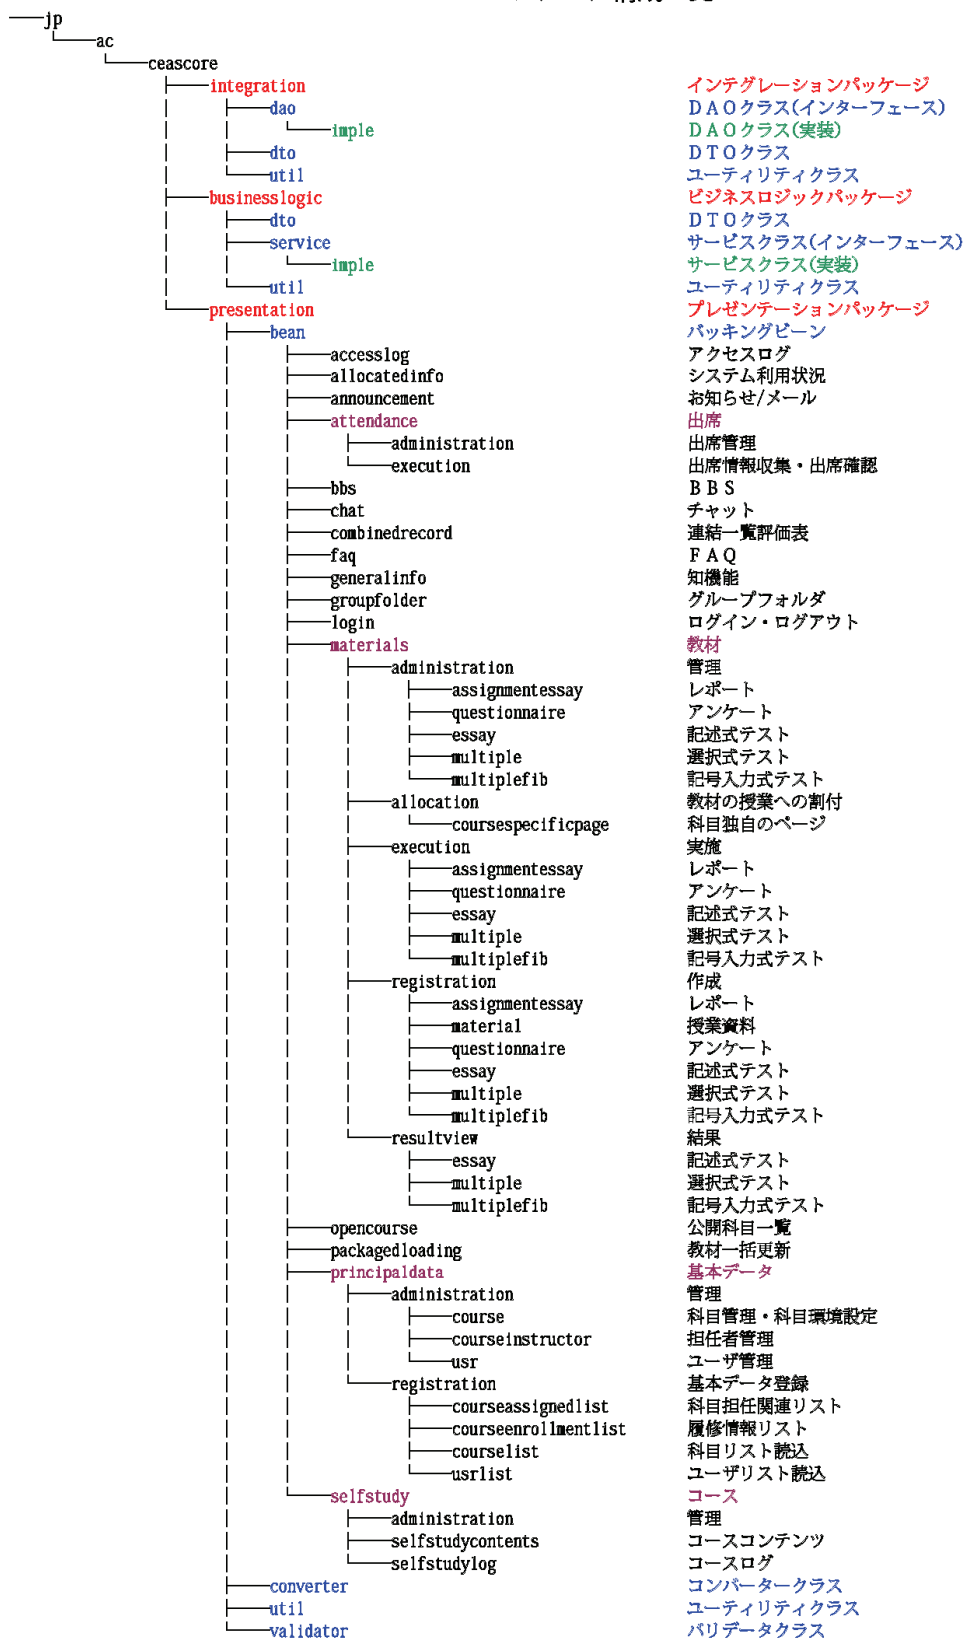 jp
ac
ceascore
integration インテグレーションパッケージ
dao DAOクラス(インターフェース)
imple DAOクラス(実装)
dto DTOクラス
util ユーティリティクラス
businesslogic ビジネスロジックパッケージ
dto DTOクラス
service サービスクラス(インターフェース)
imple サービスクラス(実装)
util ユーティリティクラス
presentation プレゼンテーションパッケージ
bean バッキングビーン
accesslog アクセスログ
allocatedinfo システム利用状況
announcement お知らせ/メール
attendance 出席
administration 出席管理
execution 出席情報収集・出席確認
bbs BBS
chat チャット
combinedrecord 連結一覧評価表
faq FAQ
generalinfo 知機能
groupfolder グループフォルダ
login ログイン・ログアウト
materials 教材
administration 管理
assignmentessay レポート
questionnaire アンケート
essay 記述式テスト
multiple 選択式テスト
multiplefib 記号入力式テスト
allocation 教材の授業への割付
coursespecificpage 科目独自のページ
execution 実施
assignmentessay レポート
questionnaire アンケート
essay 記述式テスト
multiple 選択式テスト
multiplefib 記号入力式テスト
registration 作成
assignmentessay レポート
material 授業資料
questionnaire アンケート
essay 記述式テスト
multiple 選択式テスト
multiplefib 記号入力式テスト
resultview 結果
essay 記述式テスト
multiple 選択式テスト
multiplefib 記号入力式テスト
opencourse 公開科目一覧
packagedloading 教材一括更新
principaldata 基本データ
administration 管理
course 科目管理・科目環境設定
courseinstructor 担任者管理
usr ユーザ管理
registration 基本データ登録
courseassignedlist 科目担任関連リスト
courseenrollmentlist 履修情報リスト
courselist 科目リスト読込
usrlist ユーザリスト読込
selfstudy コース
administration 管理
selfstudycontents コースコンテンツ
selfstudylog コースログ
converter コンバータークラス
util ユーティリティクラス
validator バリデータクラス